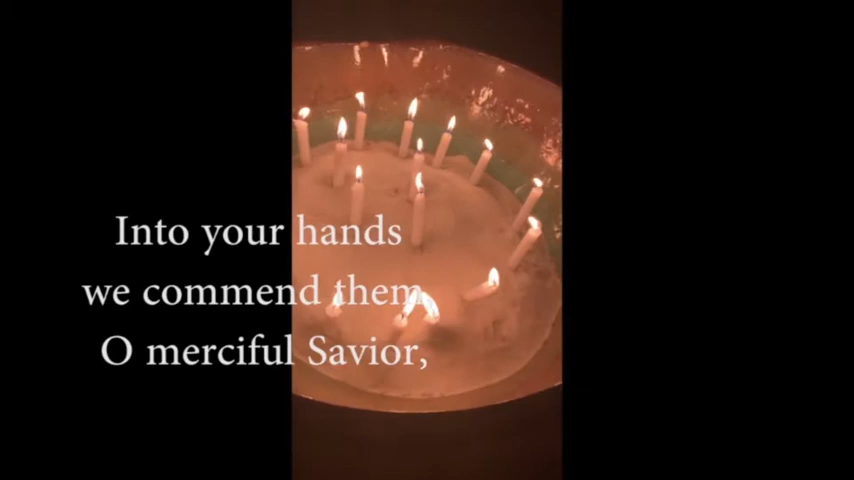 Into your hands
we commend them,
O merciful Savior,